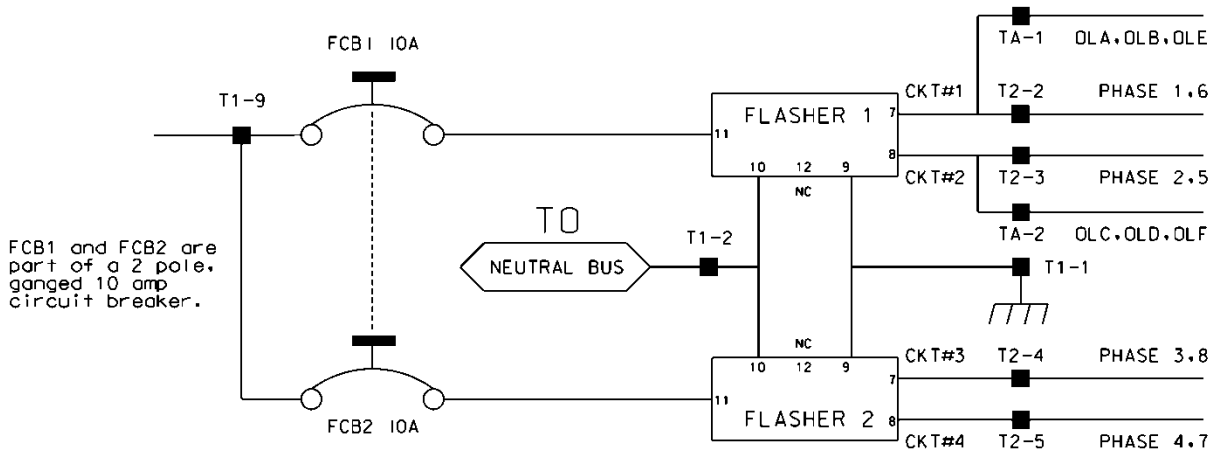 FCB1 10A
T1-9
FCB1 and FCB2 are
part of a 2 pole,
ganged 10 amp
circuit breaker.
FCB2 10A
TO
NEUTRAL BUS
T1-2
FLASHER 1
11
7
8
10 12 9
NC
CKT#1
CKT#2
TA-1 OLA,OLB,OLE
T2-2 PHASE 1,6
T2-3 PHASE 2,5
TA-2 OLC,OLD,OLF
T1-1
NC
10 12 9
11
7
8
FLASHER 2
CKT#3 T2-4 PHASE 3,8
CKT#4 T2-5 PHASE 4,7